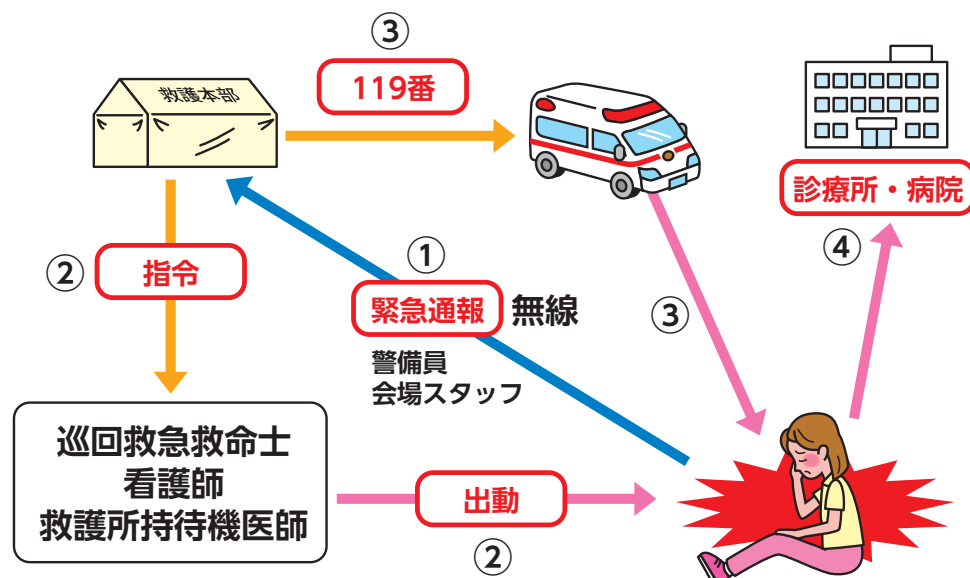 ③
119番
救護本部
診療所・病院
④
②
指令
①
緊急通報 無線
③
警備員
会場スタッフ
巡回救急救命士
看護師
救護所持待機医師
出動
②